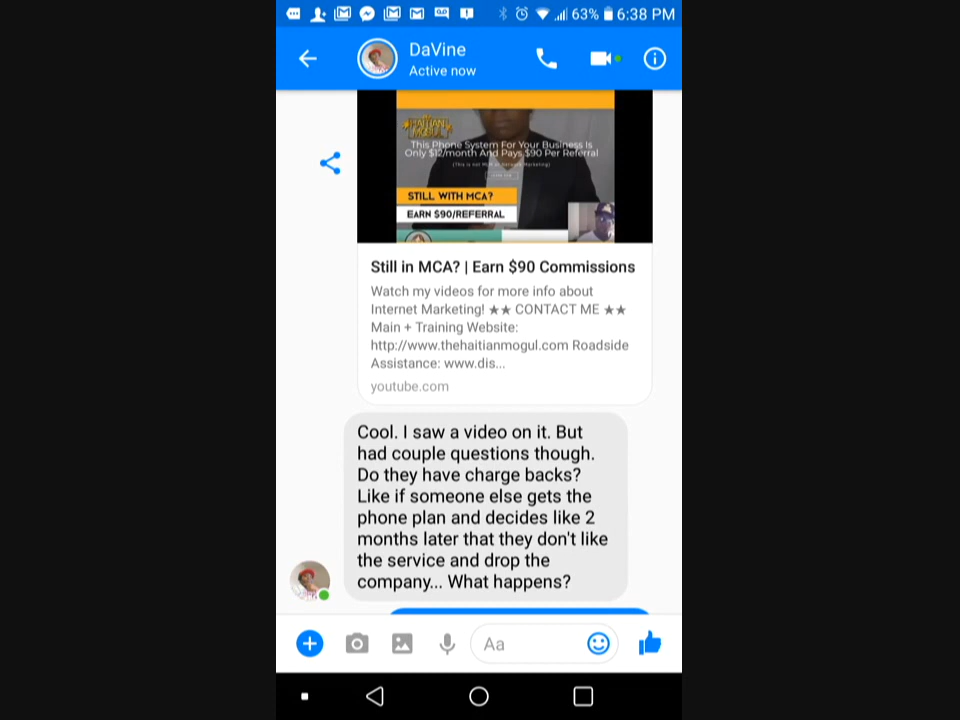 63% 6:38 PM
DaVine
Active now
HAITIAN
MOGUL
This Phone System For Your Business Is
Only $12/month And Pays $90 Per Referral
STILL WITH MCA?
EARN $90/REFERRAL
Still in MCA? | Earn $90 Commissions
Watch my videos for more info about
Internet Marketing! ★★ CONTACT ME ★★
Main + Training Website:
http://www.thehaitianmogul.com Roadside
Assistance: www.dis...
youtube.com
Cool. I saw a video on it. But
had couple questions though.
Do they have charge backs?
Like if someone else gets the
phone plan and decides like 2
months later that they don't like
the service and drop the
company... What happens?
Aa